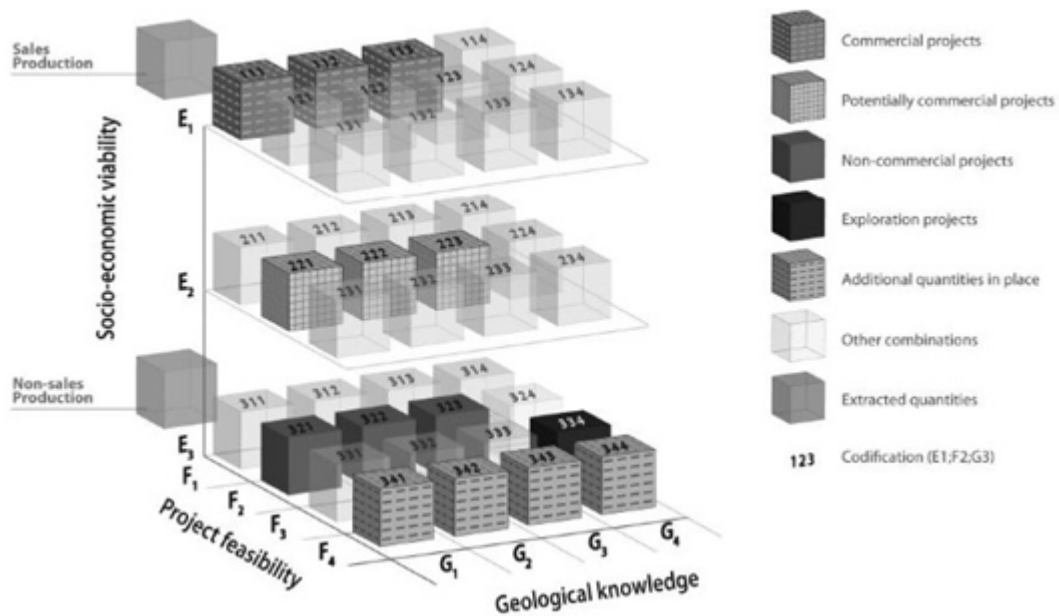 Sales
Production
111
112
113
114
121
122
123
124
131
132
133
134
E1
Socio-economic viability
211
212
213
214
221
222
223
224
231
232
233
234
E2
Non-sales
Production
311
312
313
314
321
322
323
324
331
332
333
334
341
342
343
344
E3
F1
F2
F3
F4
Project feasibility
G1
G2
G3
G4
Geological knowledge
Commercial projects
Potentially commercial projects
Non-commercial projects
Exploration projects
Additional quantities in place
Other combinations
Extracted quantities
123
Codification (E1;F2;G3)